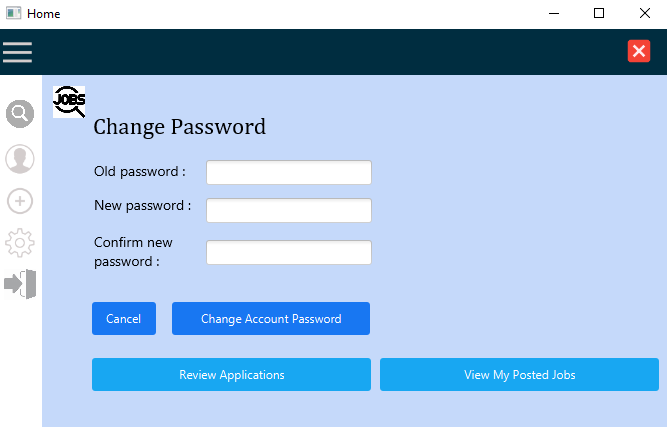 Home
JOBS
Change Password
Old password :
New password :
Confirm new
password :
Cancel
Change Account Password
Review Applications
View My Posted Jobs